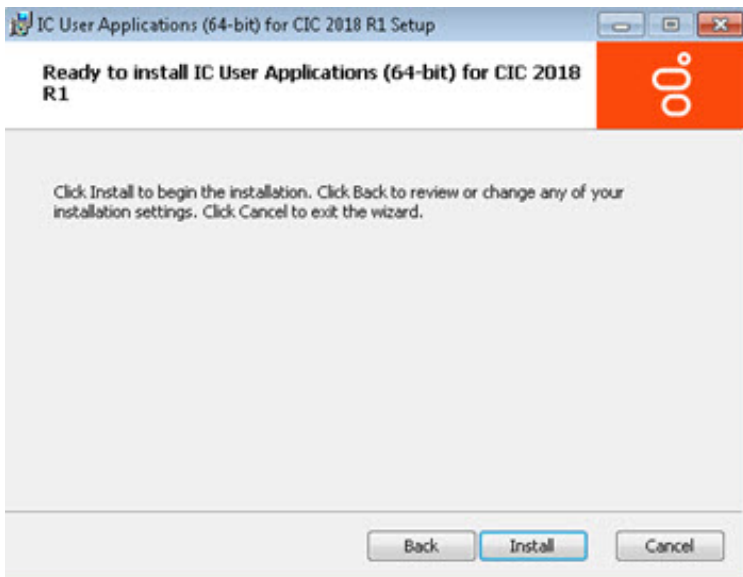 IC User Applications (64-bit) for CIC 2018 R1 Setup
Ready to install IC User Applications (64-bit) for CIC 2018
R1
Click Install to begin the installation. Click Back to review or change any of your
installation settings. Click Cancel to exit the wizard.
Back Install Cancel